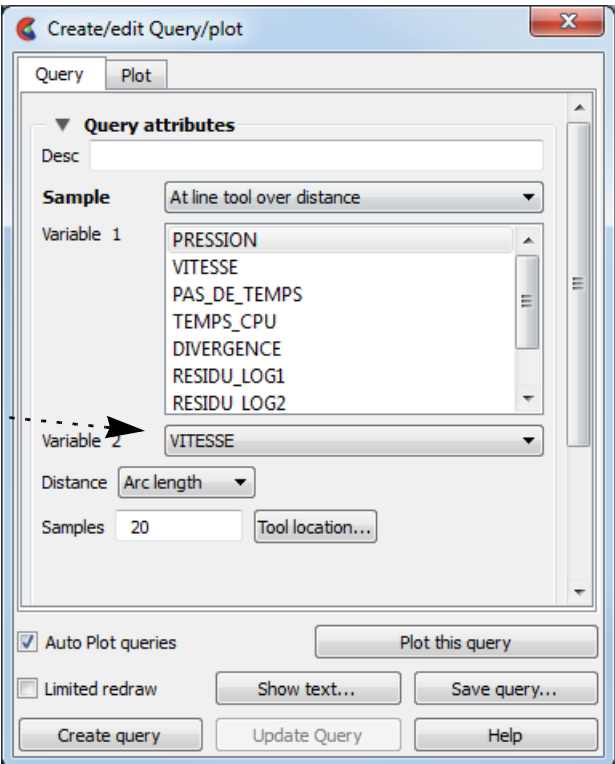 Create/edit Query/plot
Query Plot
Query attributes
Desc
Sample At line tool over distance
Variable 1 PRESSION
VITESSE
PAS_DE_TEMPS
TEMPS_CPU
DIVERGENCE
RESIDU_LOG1
RESIDU_LOG2
Variable 2 VITESSE
Distance Arc length
Samples 20 Tool location...
Auto Plot queries Plot this query
Limited redraw Show text... Save query...
Create query Update Query Help